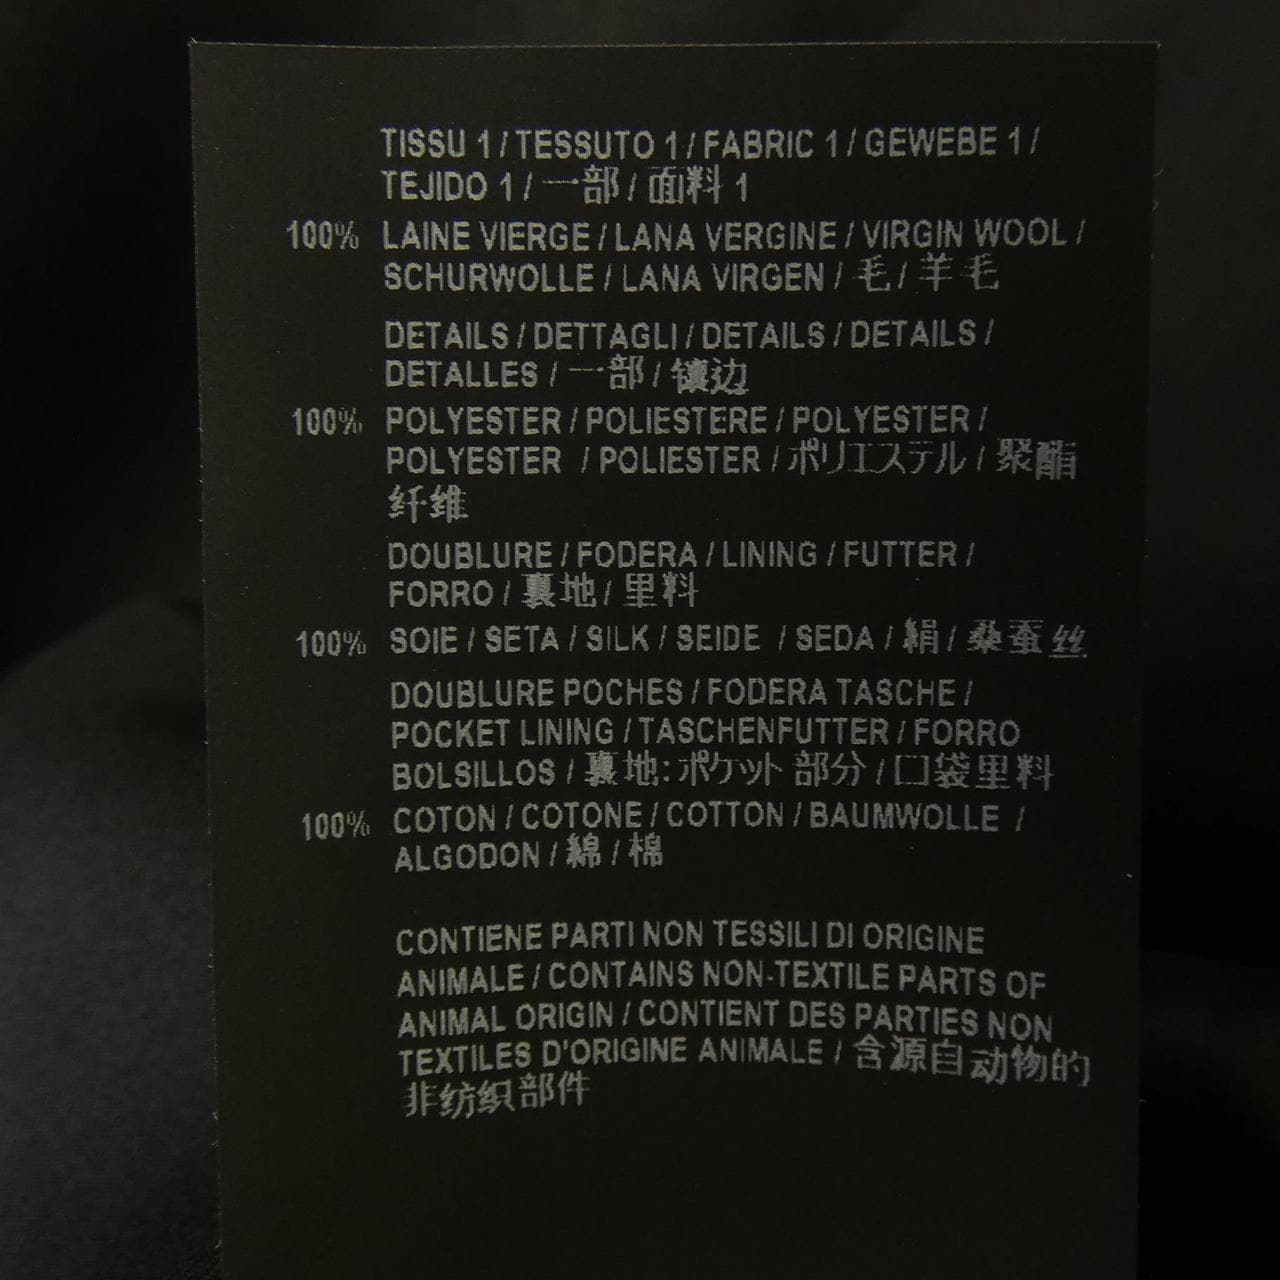 TISSU 1 / TESSUTO 1 / FABRIC 1 / GEWEBE 1 /
TEJIDO 1 / 一部 / 面料 1
100% LAINE VIERGE / LANA VERGINE / VIRGIN WOOL /
SCHURWOLLE / LANA VIRGEN / 毛 / 羊毛
DETAILS / DETTAGLI / DETAILS / DETAILS /
DETALLES / 一部 / 镶边
100% POLYESTER / POLIESTERE / POLYESTER /
POLYESTER / POLIESTER / ポリエステル / 聚酯
纤维
DOUBLURE / FODERA / LINING / FUTTER /
FORRO / 裏地 / 里料
100% SOIE / SETA / SILK / SEIDE / SEDA / 絹 / 桑蚕丝
DOUBLURE POCHES / FODERA TASCHE /
POCKET LINING / TASCHENFUTTER / FORRO
BOLSILLOS / 裏地:ポケット部分 / 口袋里料
100% COTON / COTONE / COTTON / BAUMWOLLE /
ALGODON / 綿 / 棉
CONTIENE PARTI NON TESSILI DI ORIGINE
ANIMALE / CONTAINS NON-TEXTILE PARTS OF
ANIMAL ORIGIN / CONTIENT DES PARTIES NON
TEXTILES D'ORIGINE ANIMALE / 含源自动物的
非纺织部件